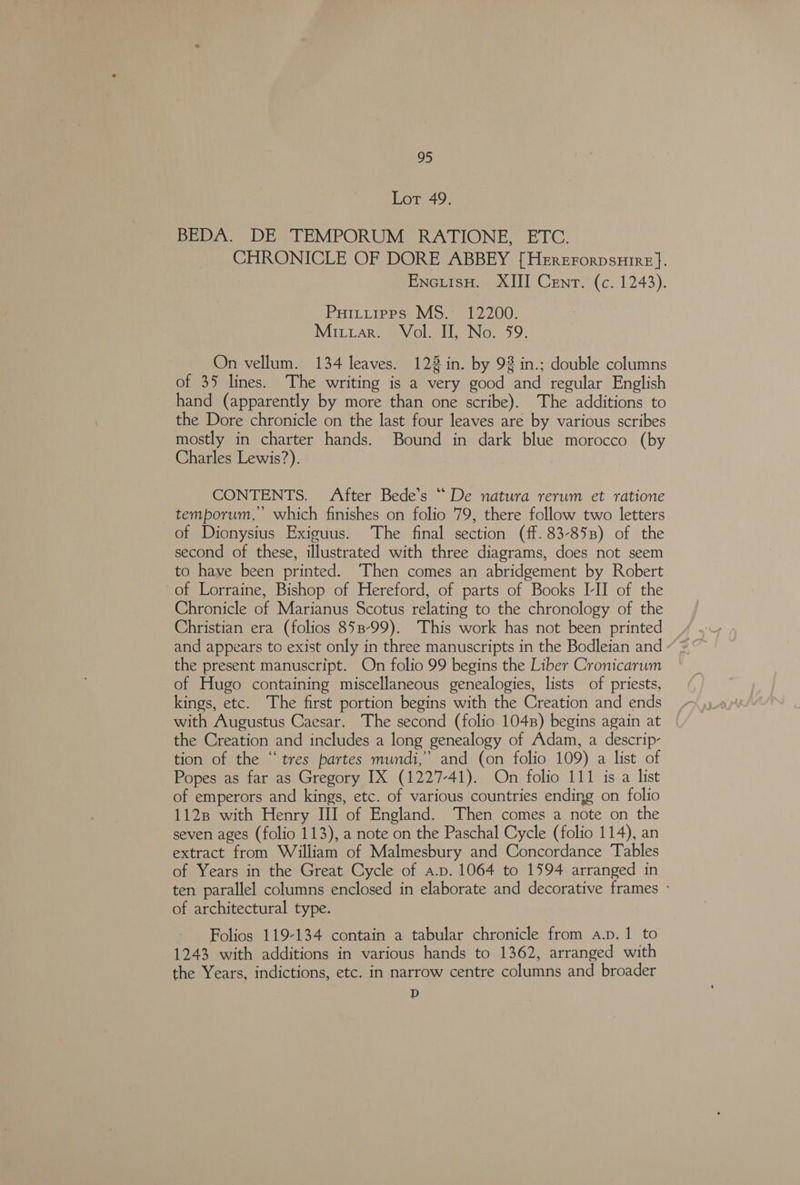 95
Lot 49.
BEDA. DE TEMPORUM RATIONE, ETC.
CHRONICLE OF DORE ABBEY [Herefordshire].
English. XIII Cent. (c. 1243).
Phillipps MS. 12200.
Millar. Vol. II, No. 59.
On vellum. 134 leaves. 12⅜ in. by 9⅜ in.; double columns
of 35 lines. The writing is a very good and regular English
hand (apparently by more than one scribe). The additions to
the Dore chronicle on the last four leaves are by various scribes
mostly in charter hands. Bound in dark blue morocco (by
Charles Lewis?).
CONTENTS. After Bede's “De natura rerum et ratione
temporum,” which finishes on folio 79, there follow two letters
of Dionysius Exiguus. The final section (ff. 83-85B) of the
second of these, illustrated with three diagrams, does not seem
to have been printed. Then comes an abridgement by Robert
of Lorraine, Bishop of Hereford, of parts of Books I-II of the
Chronicle of Marianus Scotus relating to the chronology of the
Christian era (folios 85B-99). This work has not been printed
and appears to exist only in three manuscripts in the Bodleian and
the present manuscript. On folio 99 begins the Liber Cronicarum
of Hugo containing miscellaneous genealogies, lists of priests,
kings, etc. The first portion begins with the Creation and ends
with Augustus Caesar. The second (folio 104B) begins again at
the Creation and includes a long genealogy of Adam, a descrip-
tion of the “tres partes mundi,” and (on folio 109) a list of
Popes as far as Gregory IX (1227-41). On folio 111 is a list
of emperors and kings, etc. of various countries ending on folio
112B with Henry III of England. Then comes a note on the
seven ages (folio 113), a note on the Paschal Cycle (folio 114), an
extract from William of Malmesbury and Concordance Tables
of Years in the Great Cycle of A.D. 1064 to 1594 arranged in
ten parallel columns enclosed in elaborate and decorative frames
of architectural type.
Folios 119-134 contain a tabular chronicle from A.D. 1 to
1243 with additions in various hands to 1362, arranged with
the Years, indictions, etc. in narrow centre columns and broader
D